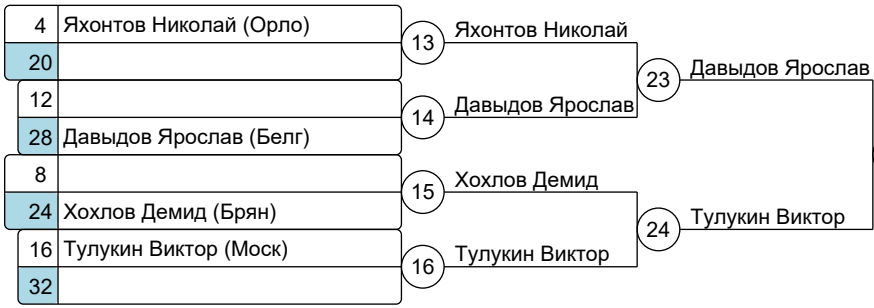 4 Яхонтов Николай (Орло)
20
12
28 Давыдов Ярослав (Белг)
8
24 Хохлов Демид (Брян)
16 Тулукин Виктор (Моск)
32
13 Яхонтов Николай
14 Давыдов Ярослав
15 Хохлов Демид
16 Тулукин Виктор
23 Давыдов Ярослав
24 Тулукин Виктор